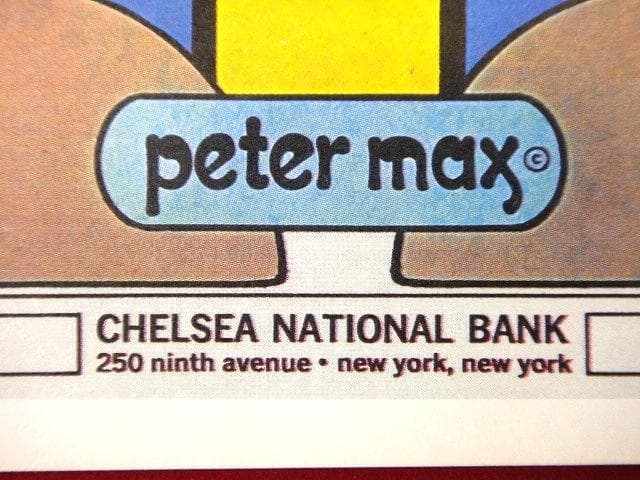 peter max ©
CHELSEA NATIONAL BANK
250 ninth avenue • new york, new york